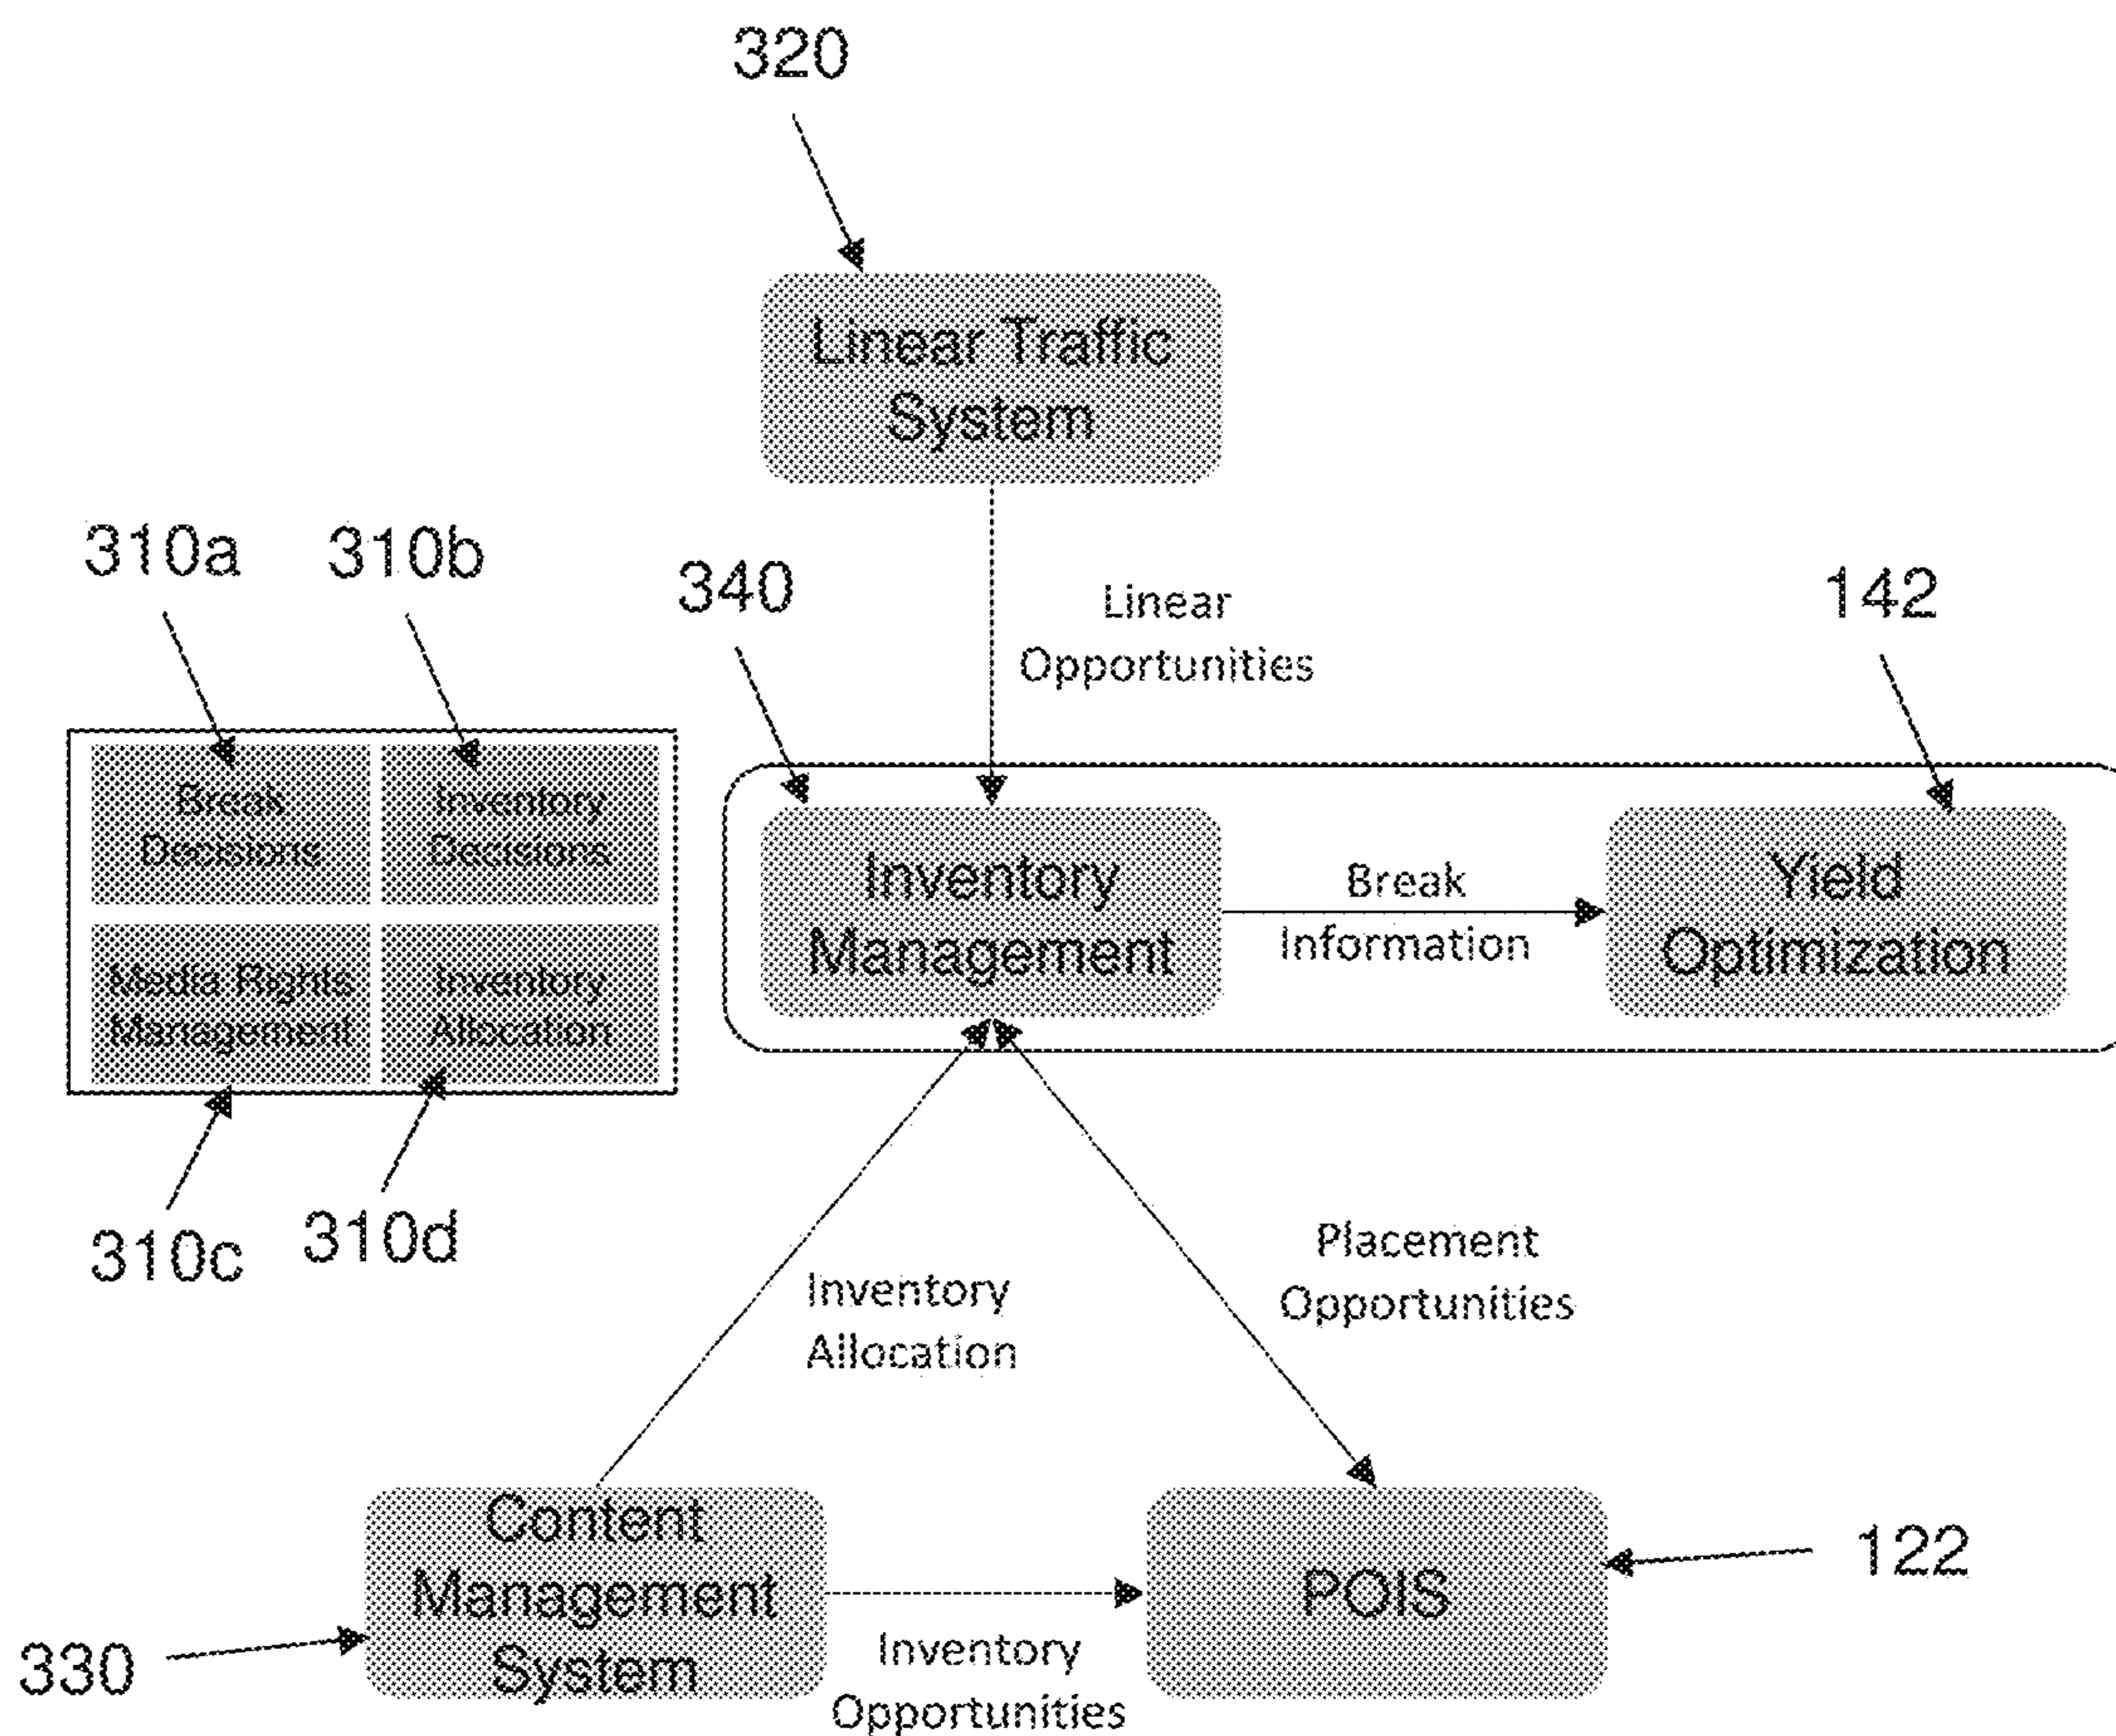 320
Linear Traffic
System
310a
310b
340
Linear
Opportunities
142
Break
Decisions
Inventory
Decisions
Media Rights
Management
Inventory
Allocation
Inventory
Management
Break
Information
Yield
Optimization
310c
310d
Inventory
Allocation
Placement
Opportunities
Content
Management
System
POIS
122
330
Inventory
Opportunities